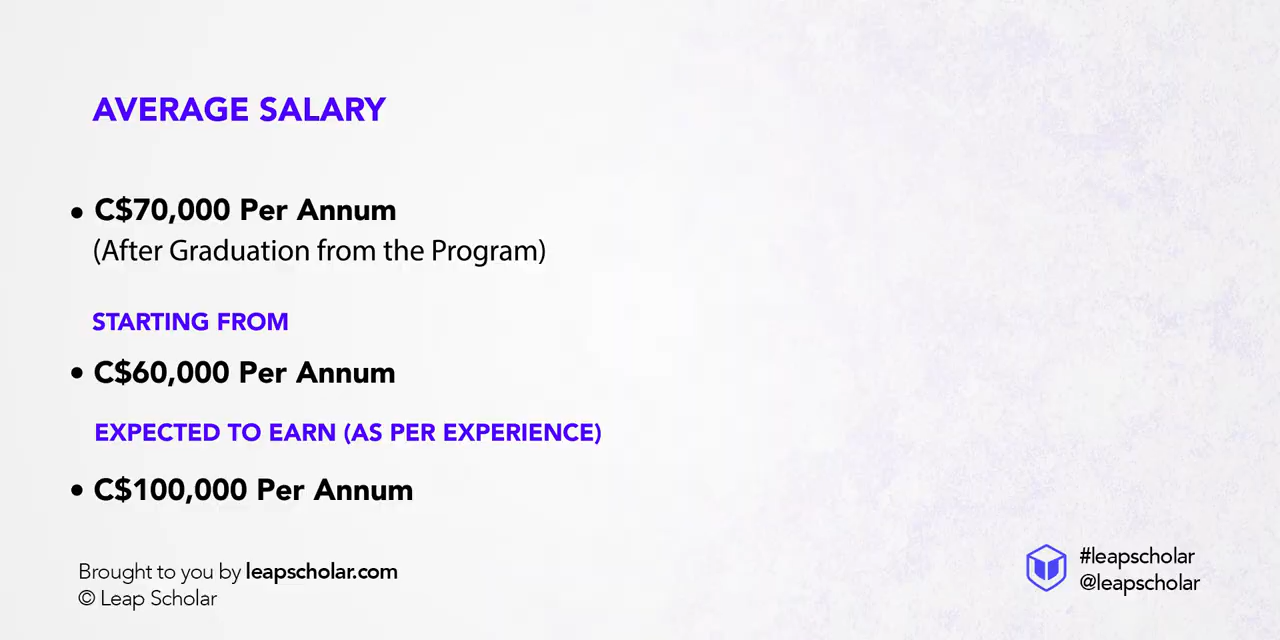 AVERAGE SALARY
• C$70,000 Per Annum
(After Graduation from the Program)
STARTING FROM
• C$60,000 Per Annum
EXPECTED TO EARN (AS PER EXPERIENCE)
• C$100,000 Per Annum
Brought to you by leapscholar.com
© Leap Scholar
#leapscholar
@leapscholar